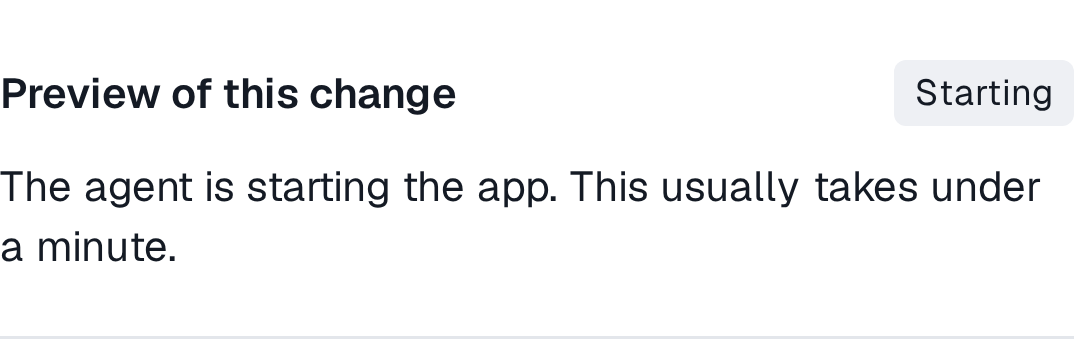 Preview of this change
Starting
The agent is starting the app. This usually takes under
a minute.